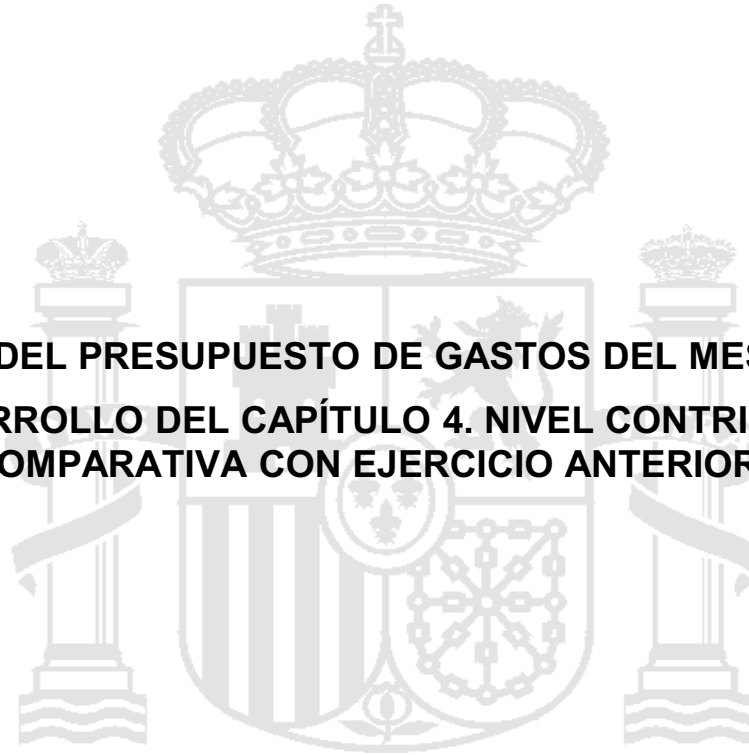 DEL PRESUPUESTO DE GASTOS DEL MES
RROLLO DEL CAPÍTULO 4. NIVEL CONTRI
OMPARATIVA CON EJERCICIO ANTERIOR